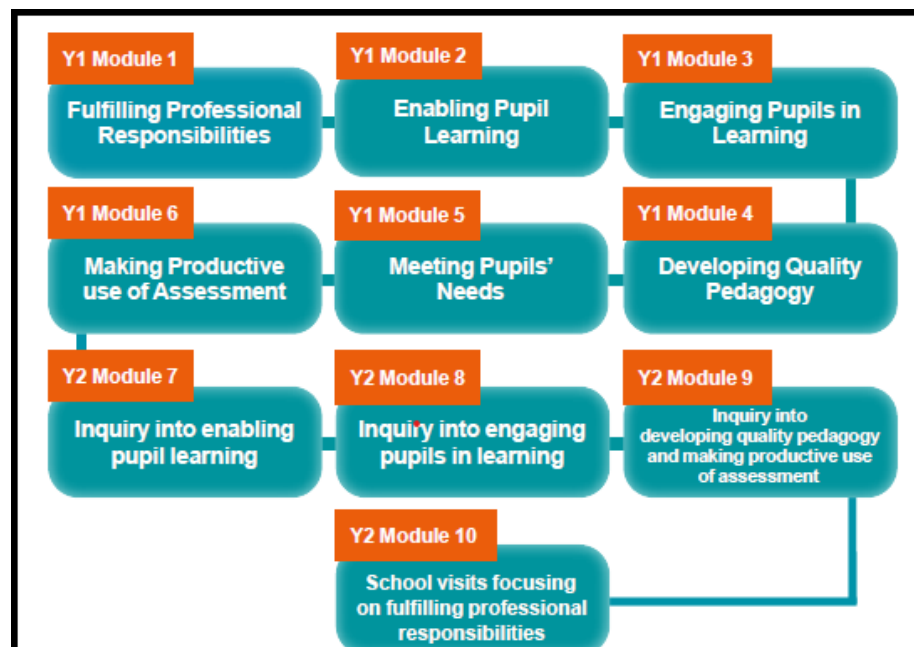 Y1 Module 1
Fulfilling Professional
Responsibilities
Y1 Module 2
Enabling Pupil
Learning
Y1 Module 3
Engaging Pupils in
Learning
Y1 Module 6
Making Productive
use of Assessment
Y1 Module 5
Meeting Pupils’
Needs
Y1 Module 4
Developing Quality
Pedagogy
Y2 Module 7
Inquiry into enabling
pupil learning
Y2 Module 8
Inquiry into engaging
pupils in learning
Y2 Module 9
Inquiry into
developing quality pedagogy
and making productive use
of assessment
Y2 Module 10
School visits focusing
on fulfilling professional
responsibilities